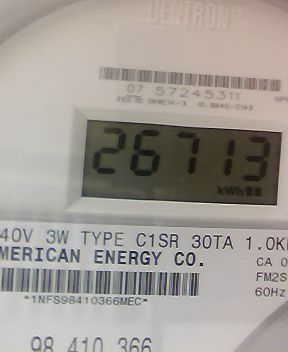 CENTRON®
07 57245311
26713
kWh
40V 3W TYPE C1SR 30TA 1.0K
MERICAN ENERGY CO.
CA 0
FM2S
*1NFS98410366MEC*
60Hz
98 410 366